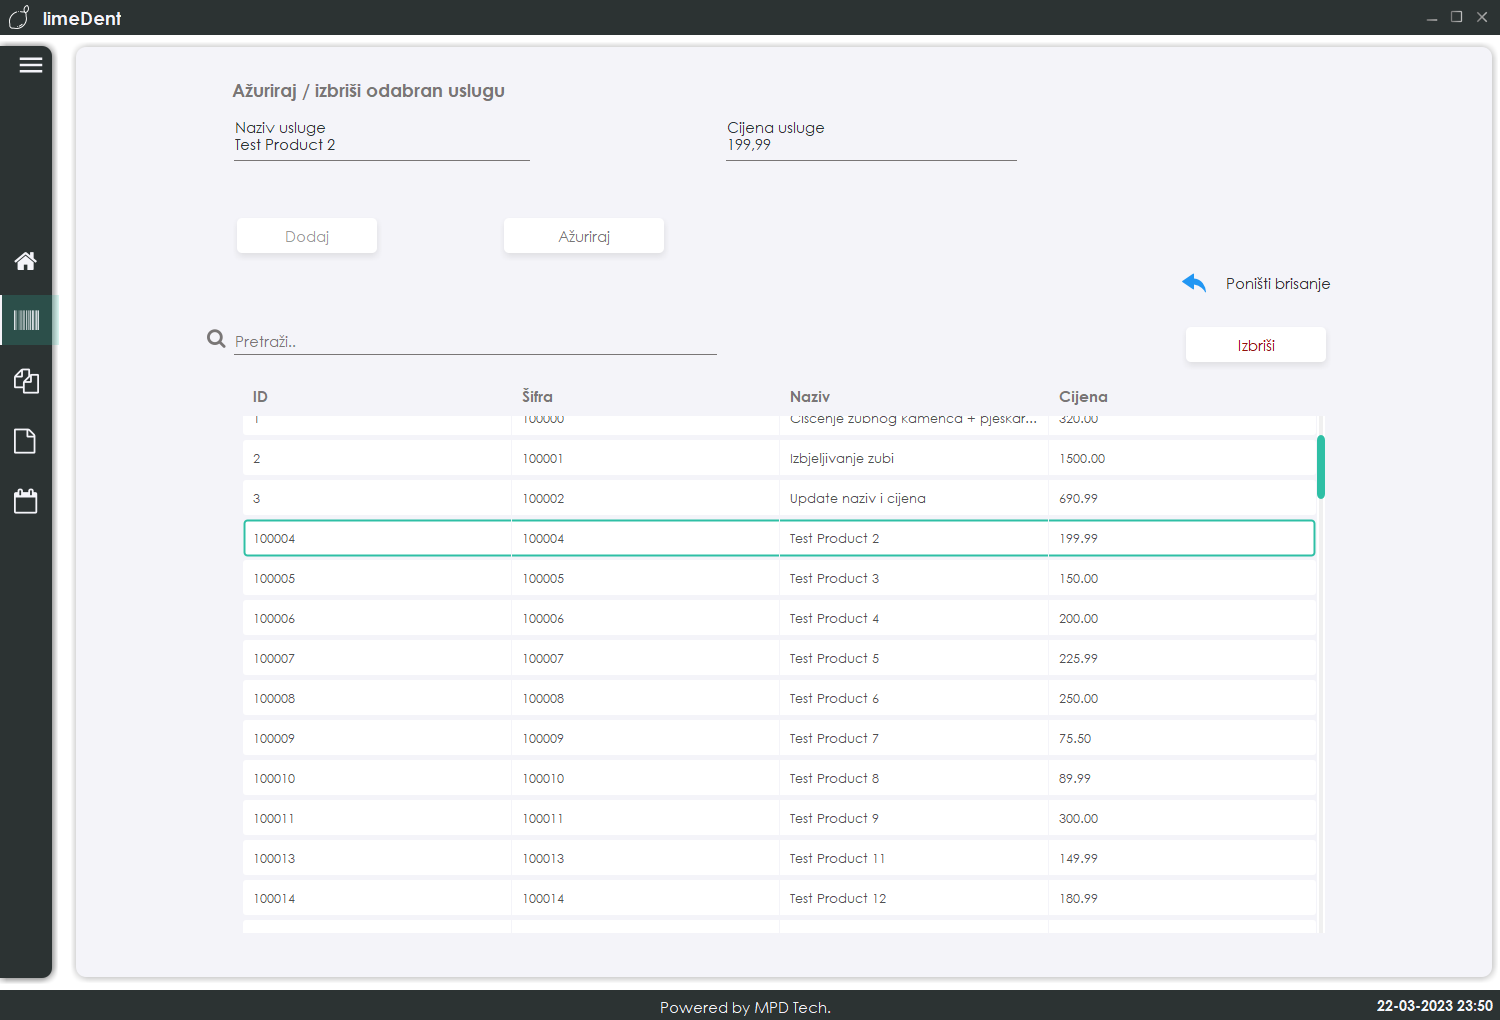 limeDent
Ažuriraj / izbriši odabran uslugu
Naziv usluge
Test Product 2
Cijena usluge
199,99
Dodaj
Ažuriraj
Poništi brisanje
Pretraži..
Izbriši
ID Šifra Naziv Cijena
1 100000 Ciscenje zubnog kamenca + pjeskar... 320.00
2 100001 Izbjeljivanje zubi 1500.00
3 100002 Update naziv i cijena 690.99
100004 100004 Test Product 2 199.99
100005 100005 Test Product 3 150.00
100006 100006 Test Product 4 200.00
100007 100007 Test Product 5 225.99
100008 100008 Test Product 6 250.00
100009 100009 Test Product 7 75.50
100010 100010 Test Product 8 89.99
100011 100011 Test Product 9 300.00
100013 100013 Test Product 11 149.99
100014 100014 Test Product 12 180.99
Powered by MPD Tech.
22-03-2023 23:50